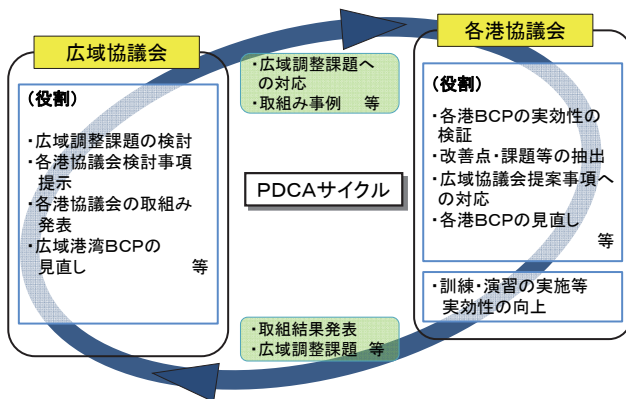 広域協議会
(役割)
・広域調整課題の検討
・各港協議会検討事項
提示
・各港協議会の取組み
発表
・広域港湾BCPの
見直し 等
・広域調整課題へ
の対応
・取組み事例 等
PDCAサイクル
・取組結果発表
・広域調整課題 等
各港協議会
(役割)
・各港BCPの実効性の
検証
・改善点・課題等の抽出
・広域協議会提案事項へ
の対応
・各港BCPの見直し
等
・訓練・演習の実施等
実効性の向上